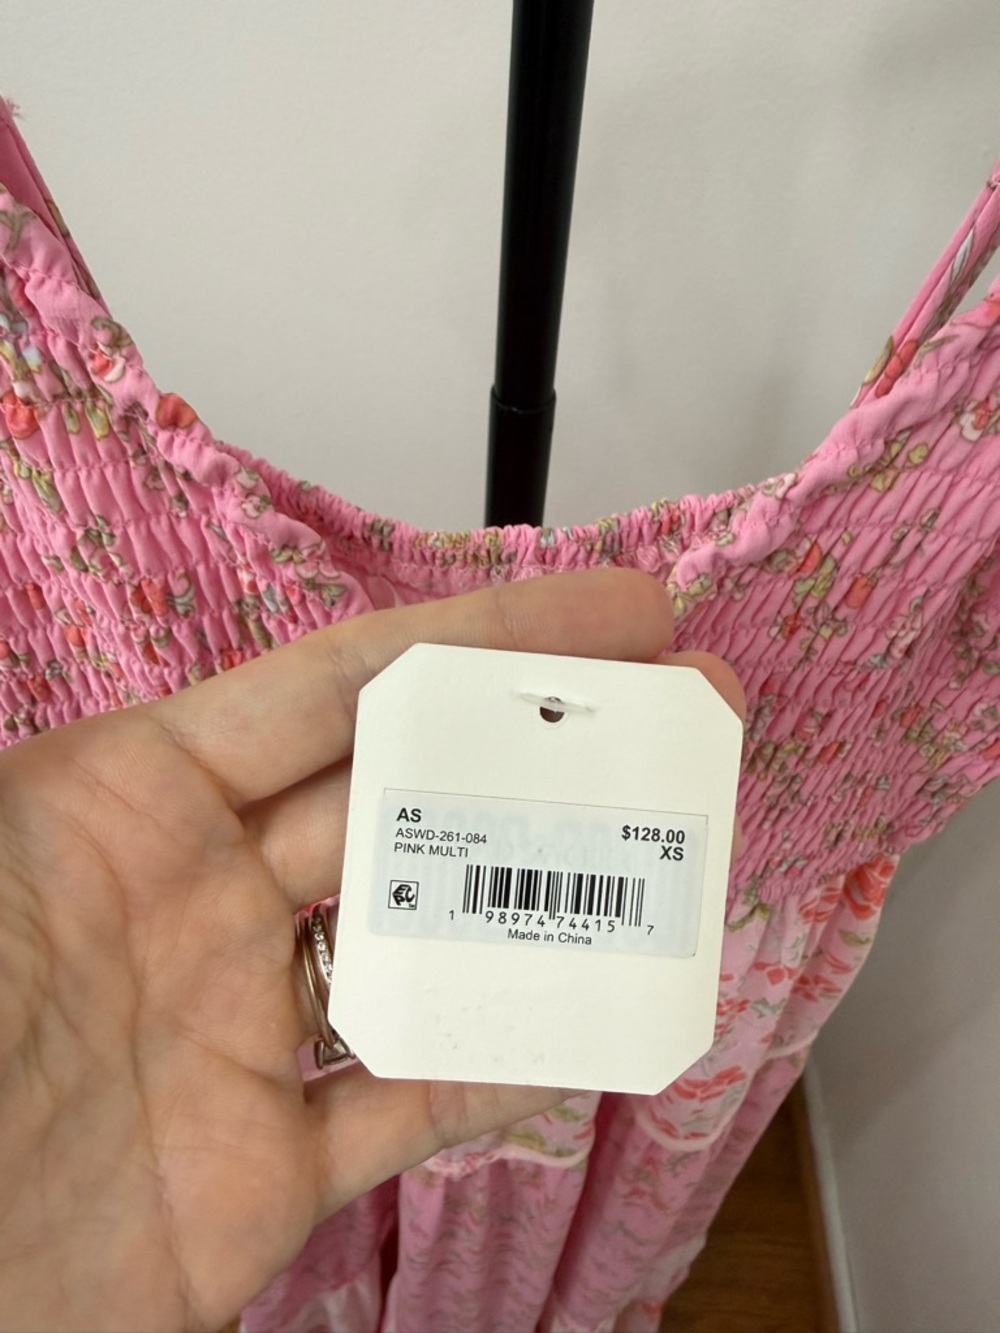 AS
ASWD-261-084
PINK MULTI
$128.00
XS
1 98974 74415 7
Made in China